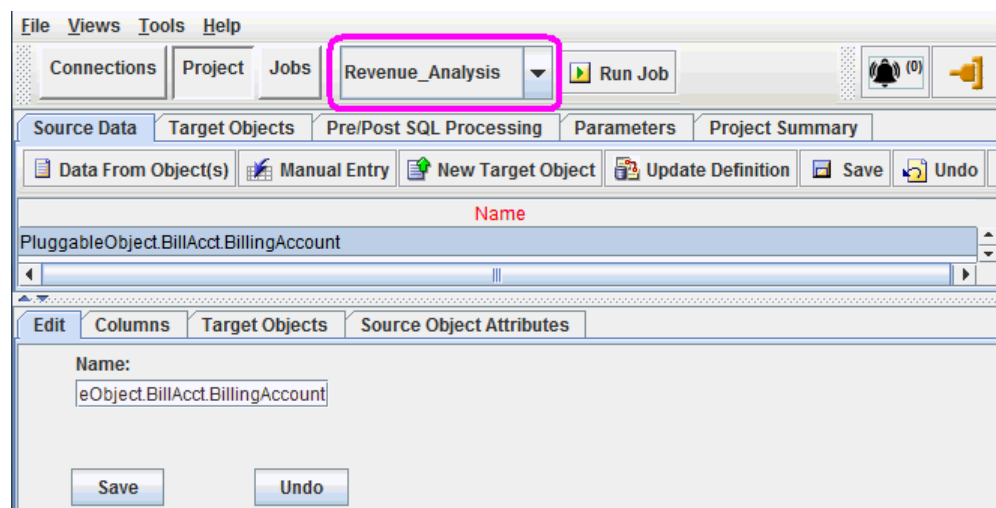 File Views Tools Help
Connections Project Jobs Revenue_Analysis Run Job (0)
Source Data Target Objects Pre/Post SQL Processing Parameters Project Summary
Data From Object(s) Manual Entry New Target Object Update Definition Save Undo
Name
PluggableObject.BillAcct.BillingAccount
Edit Columns Target Objects Source Object Attributes
Name:
eObject.BillAcct.BillingAccount
Save Undo